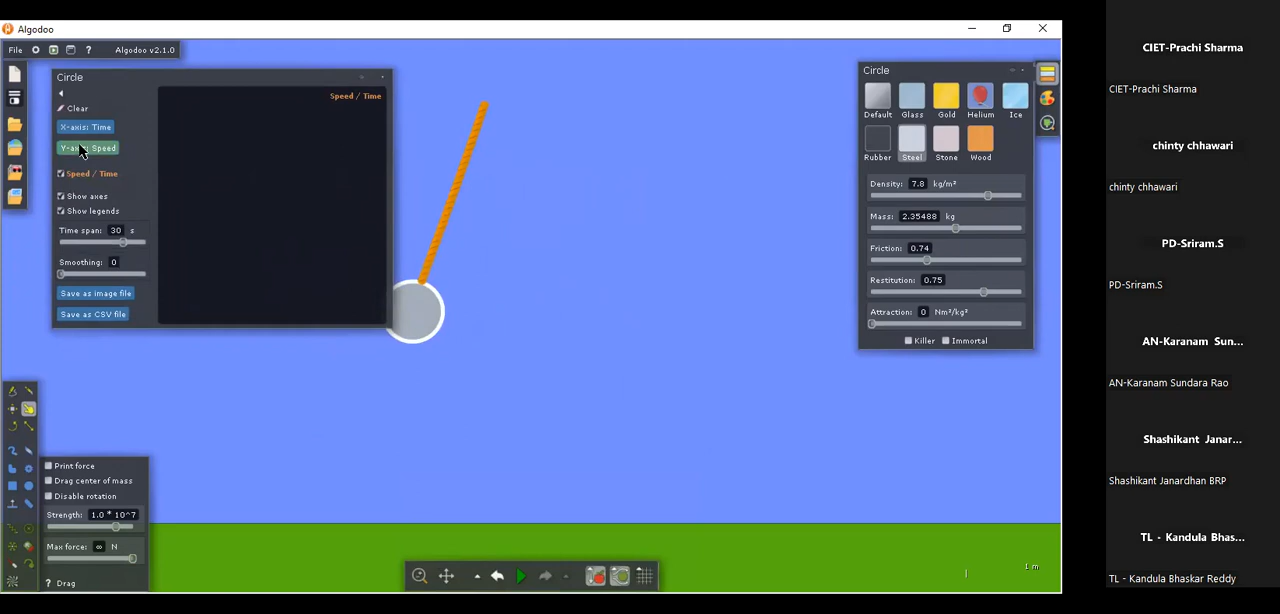 Algodoo
File
?
Algodoo v2.1.0
Circle
Clear
X-axis: Time
Speed
Speed / Time
Show axes
Show legends
Time span: 30 s
Smoothing: 0
Save as image file
Save as CSV file
Speed / Time
Circle
Default Glass Gold Helium Ice
Rubber Steel Stone Wood
Density: 7.8 kg/m²
Mass: 2.35488 kg
Friction: 0.74
Restitution: 0.75
Attraction: 0 Nm²/kg²
Killer Immortal
Print force
Drag center of mass
Disable rotation
Strength: 1.0 * 10^7
Max force: ∞ N
? Drag
1 m
CIET-Prachi Sharma
CIET-Prachi Sharma
chinty chhawari
chinty chhawari
PD-Sriram.S
PD-Sriram.S
AN-Karanam Sun...
AN-Karanam Sundara Rao
Shashikant Janar...
Shashikant Janardhan BRP
TL - Kandula Bhas...
TL - Kandula Bhaskar Reddy